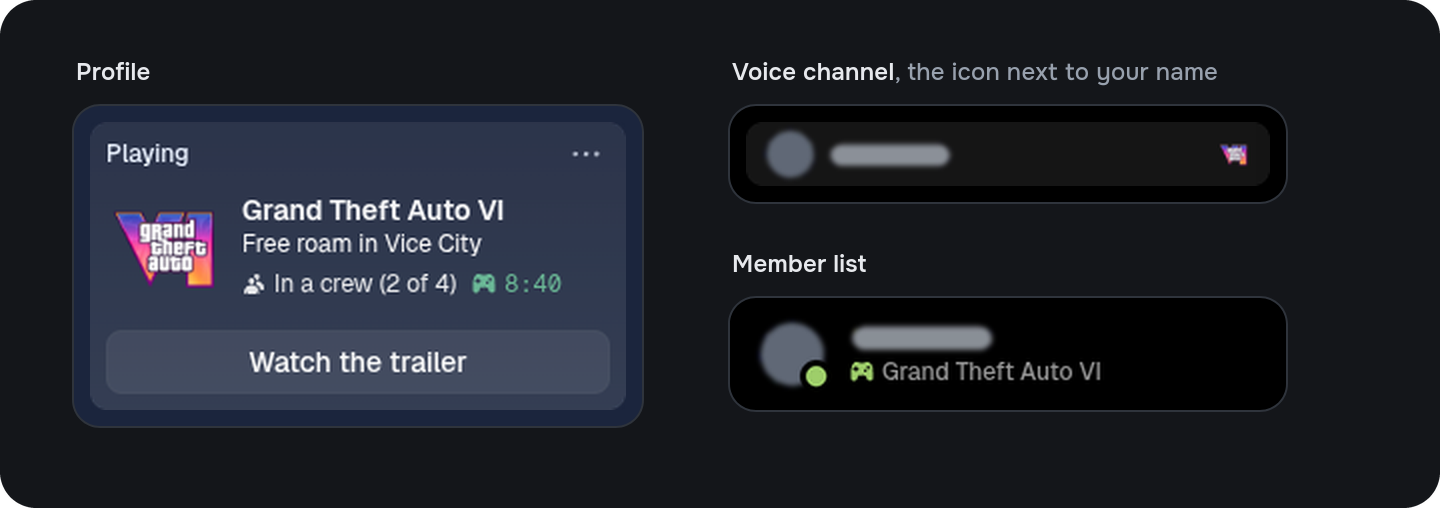 Profile
Playing
grand
theft
auto
VI
Grand Theft Auto VI
Free roam in Vice City
In a crew (2 of 4) 8:40
Watch the trailer
Voice channel, the icon next to your name
Member list
Grand Theft Auto VI